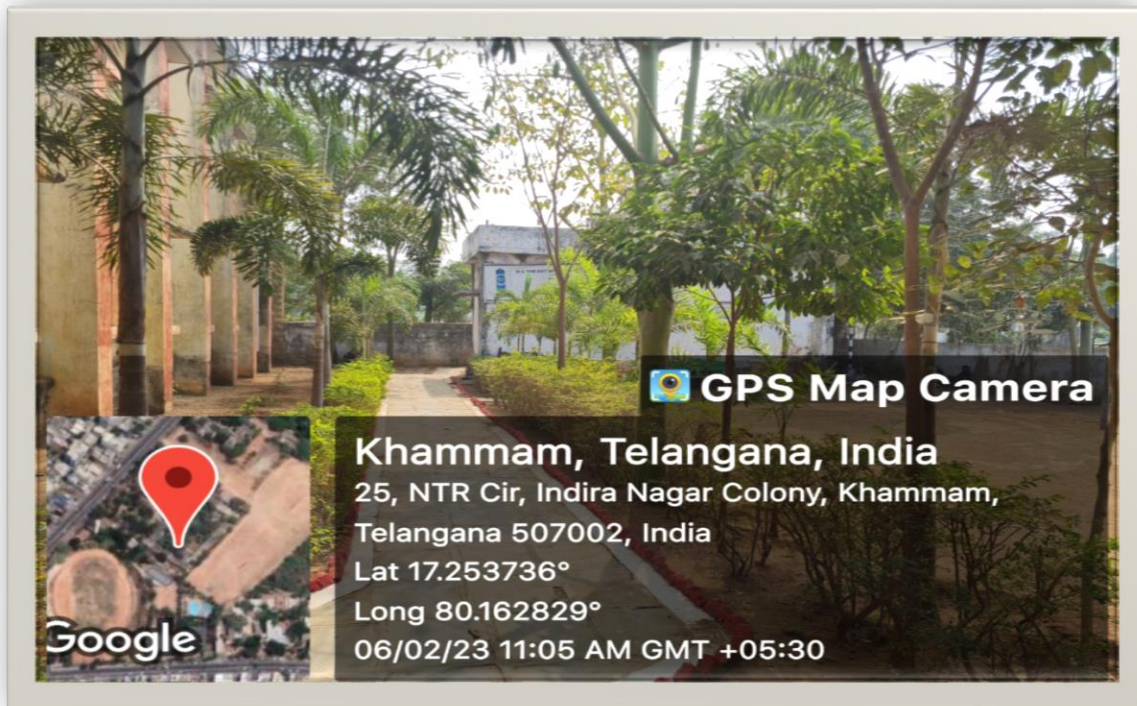 GPS Map Camera
Khammam, Telangana, India
25, NTR Cir, Indira Nagar Colony, Khammam,
Telangana 507002, India
Lat 17.253736°
Long 80.162829°
06/02/23 11:05 AM GMT +05:30
Google